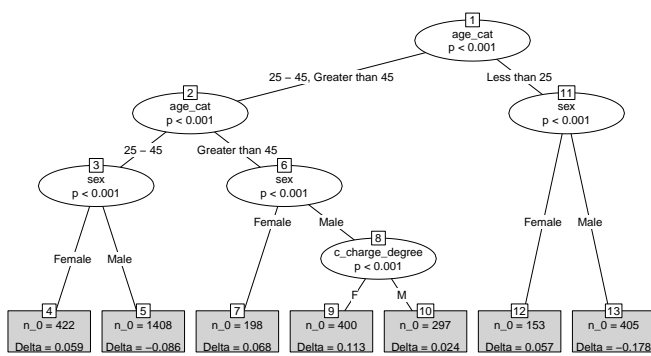 1
age_cat
p < 0.001
25 − 45, Greater than 45
Less than 25
2
age_cat
p < 0.001
11
sex
p < 0.001
25 − 45
Greater than 45
3
sex
p < 0.001
6
sex
p < 0.001
Female
Male
Female
Male
Female
Male
8
c_charge_degree
p < 0.001
F
M
4
n_0 = 422
Delta = 0.059
5
n_0 = 1408
Delta = −0.086
7
n_0 = 198
Delta = 0.068
9
n_0 = 400
Delta = 0.113
10
n_0 = 297
Delta = 0.024
12
n_0 = 153
Delta = 0.057
13
n_0 = 405
Delta = −0.178